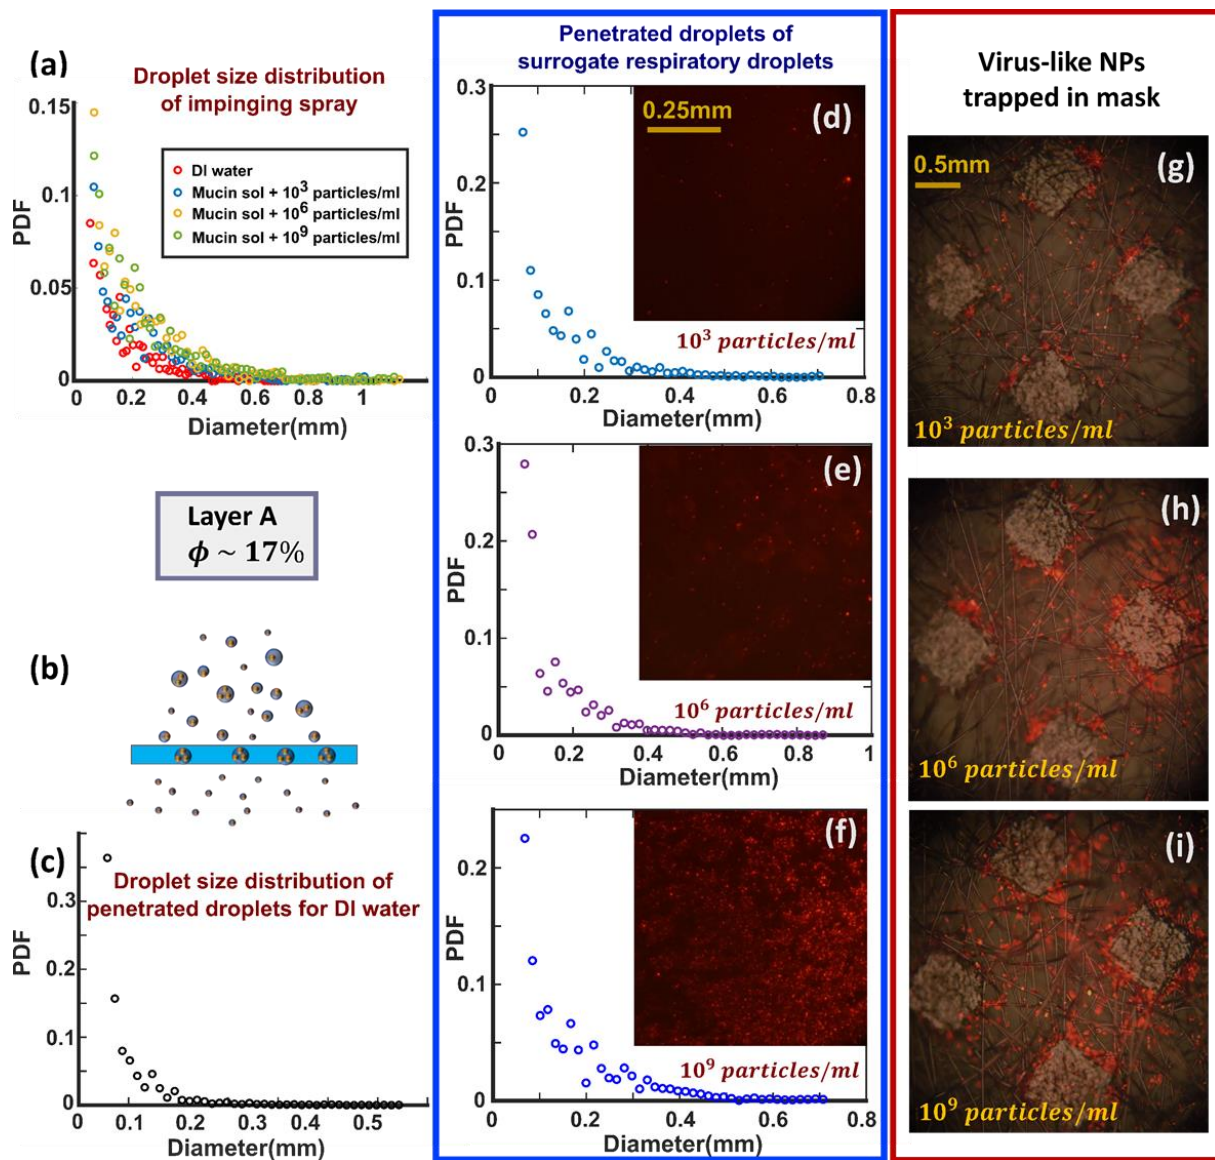 (a)
Droplet size distribution
of impinging spray
0.15
0.1
0.05
0
PDF
DI water
Mucin sol + 10³ particles/ml
Mucin sol + 10⁶ particles/ml
Mucin sol + 10⁹ particles/ml
0 0.2 0.4 0.6 0.8 1
Diameter(mm)
Layer A
ϕ ~ 17%
(b)
(c)
Droplet size distribution of
penetrated droplets for DI water
0.3
0.2
0.1
0
PDF
0 0.1 0.2 0.3 0.4 0.5
Diameter(mm)
Penetrated droplets of
surrogate respiratory droplets
0.3
0.2
0.1
0
PDF
0.25mm
(d)
10³ particles/ml
0 0.2 0.4 0.6 0.8
Diameter(mm)
0.3
0.2
0.1
0
PDF
(e)
10⁶ particles/ml
0 0.2 0.4 0.6 0.8 1
Diameter(mm)
0.2
0.1
0
PDF
(f)
10⁹ particles/ml
0 0.2 0.4 0.6 0.8
Diameter(mm)
Virus-like NPs
trapped in mask
(g)
0.5mm
10³ particles/ml
(h)
10⁶ particles/ml
(i)
10⁹ particles/ml